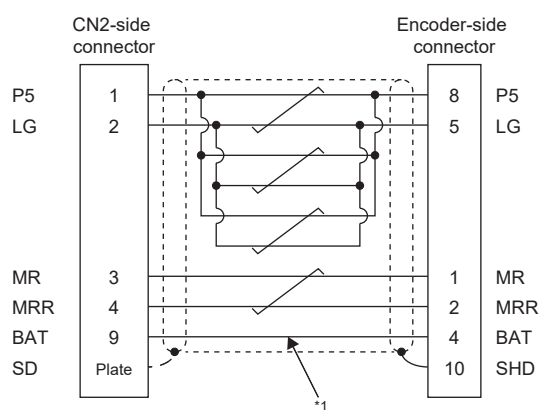 CN2-side connector
Encoder-side connector
P5 1 8 P5
LG 2 5 LG
MR 3 1 MR
MRR 4 2 MRR
BAT 9 4 BAT
SD Plate 10 SHD
*1